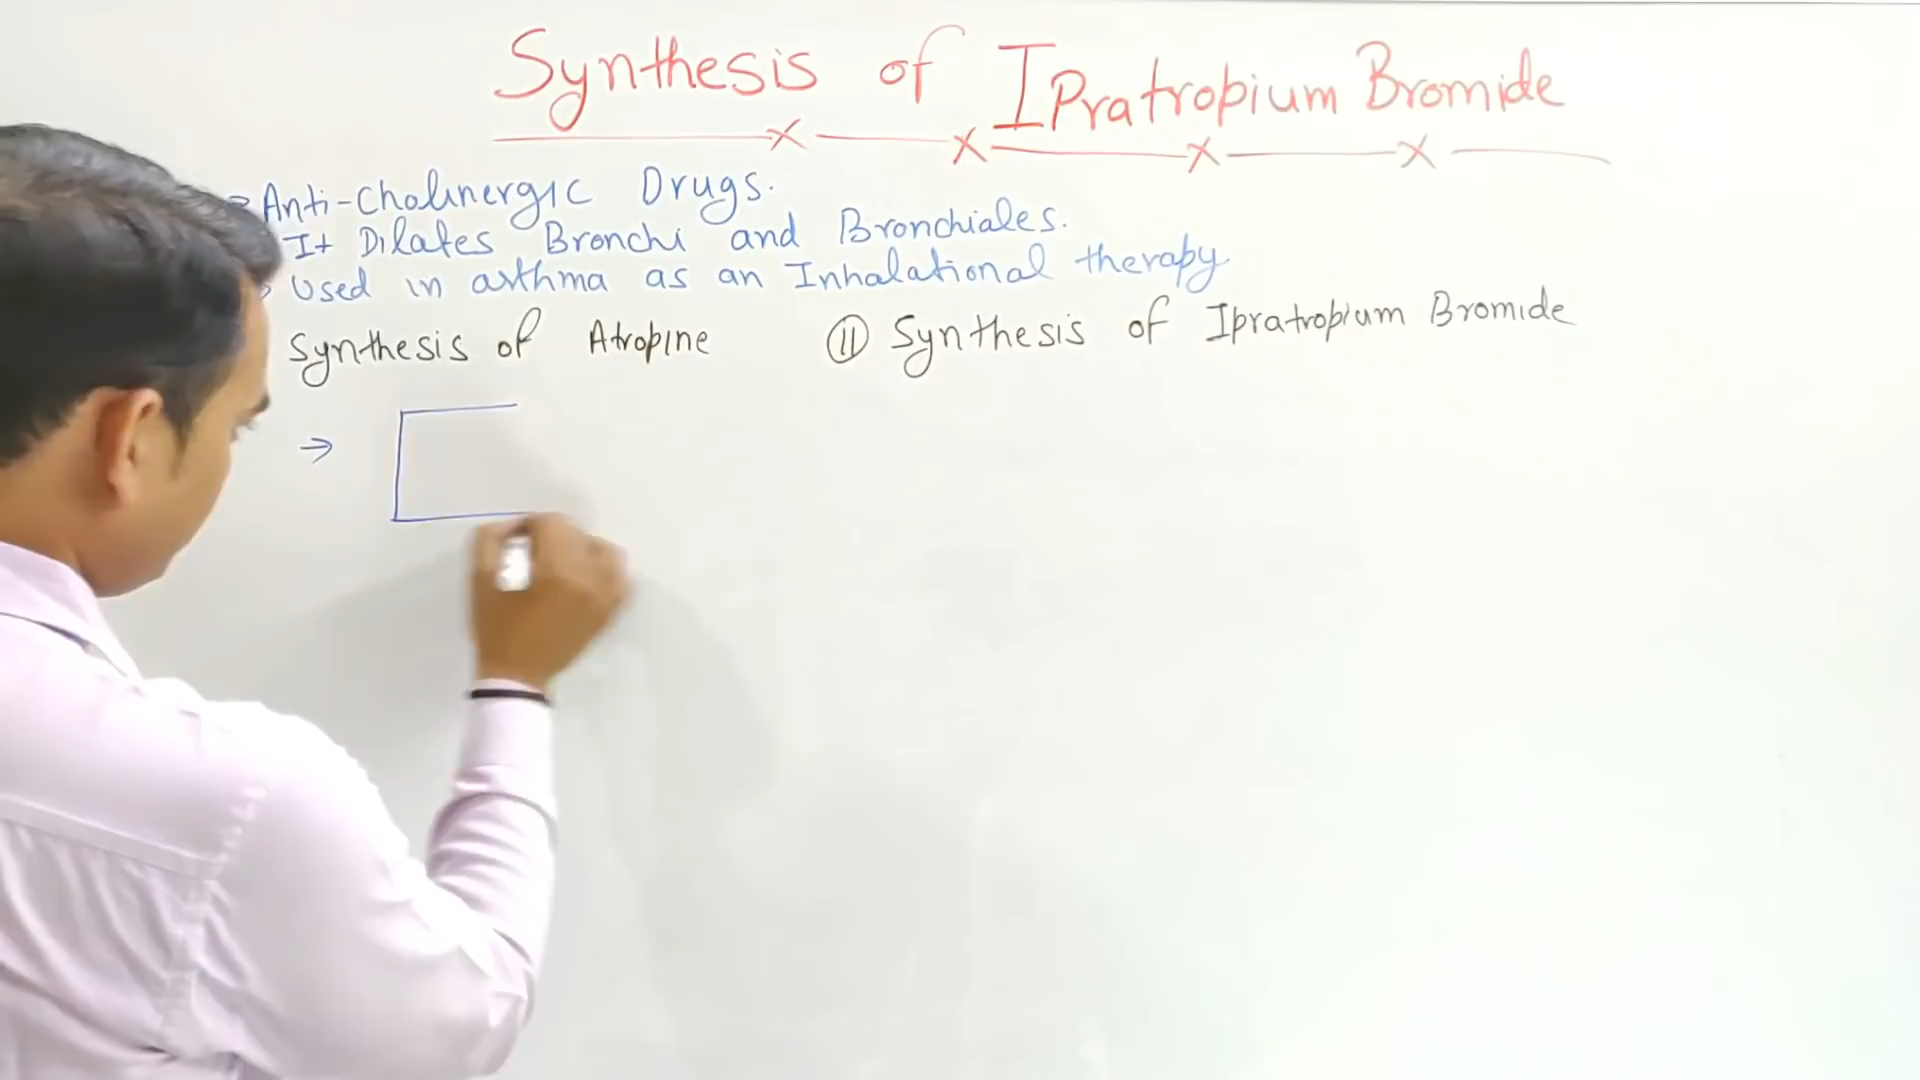 Synthesis of IPratropium Bromide
Anti-Cholinergic Drugs.
It Dilates Bronchi and Bronchiales.
Used in asthma as an Inhalational therapy
Synthesis of Atropine
II Synthesis of Ipratropium Bromide